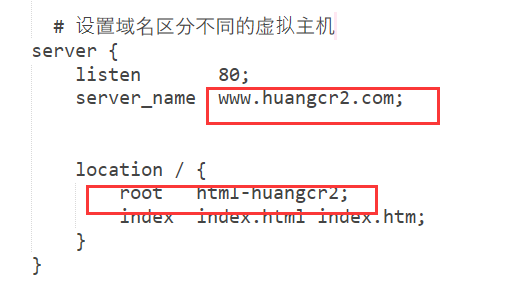 # 设置域名区分不同的虚拟主机
server {
listen 80;
server_name www.huangcr2.com;
location / {
root html-huangcr2;
index index.html index.htm;
}
}